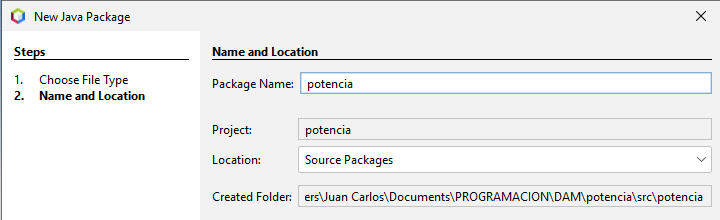 New Java Package
Steps
1. Choose File Type
2. Name and Location
Name and Location
Package Name: potencia
Project: potencia
Location: Source Packages
Created Folder: ers\Juan Carlos\Documents\PROGRAMACION\DAM\potencia\src\potencia